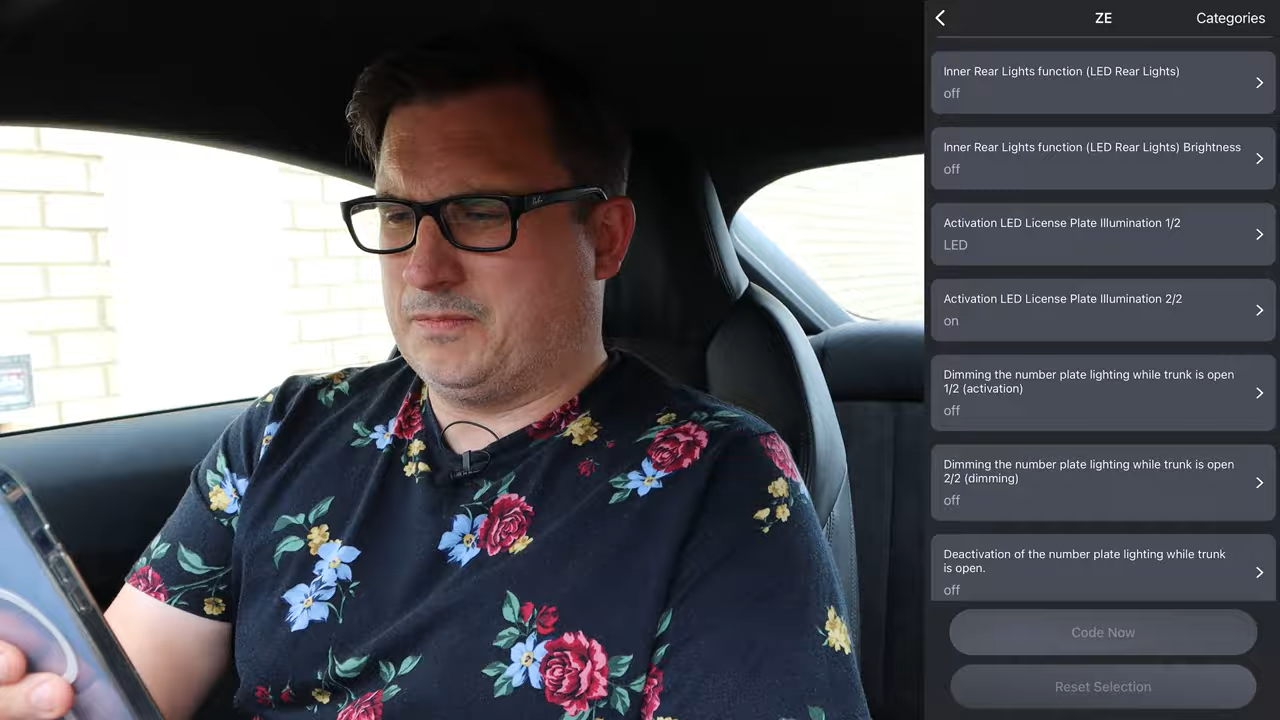 ZE
Categories
Inner Rear Lights function (LED Rear Lights)
off
Inner Rear Lights function (LED Rear Lights) Brightness
off
Activation LED License Plate Illumination 1/2
LED
Activation LED License Plate Illumination 2/2
on
Dimming the number plate lighting while trunk is open
1/2 (activation)
off
Dimming the number plate lighting while trunk is open
2/2 (dimming)
off
Deactivation of the number plate lighting while trunk
is open.
off
Code Now
Reset Selection